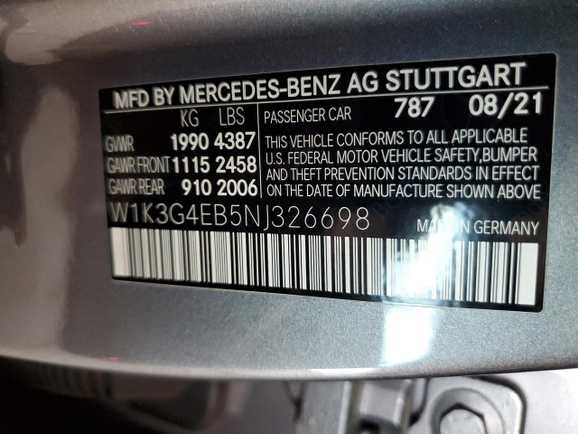 MFD BY MERCEDES-BENZ AG STUTTGART
KG LBS PASSENGER CAR 787 08/21
GVWR 1990 4387
GAWR FRONT 1115 2458
GAWR REAR 910 2006
THIS VEHICLE CONFORMS TO ALL APPLICABLE
U.S. FEDERAL MOTOR VEHICLE SAFETY, BUMPER
AND THEFT PREVENTION STANDARDS IN EFFECT
ON THE DATE OF MANUFACTURE SHOWN ABOVE
W1K3G4EB5NJ326698 MADE IN GERMANY